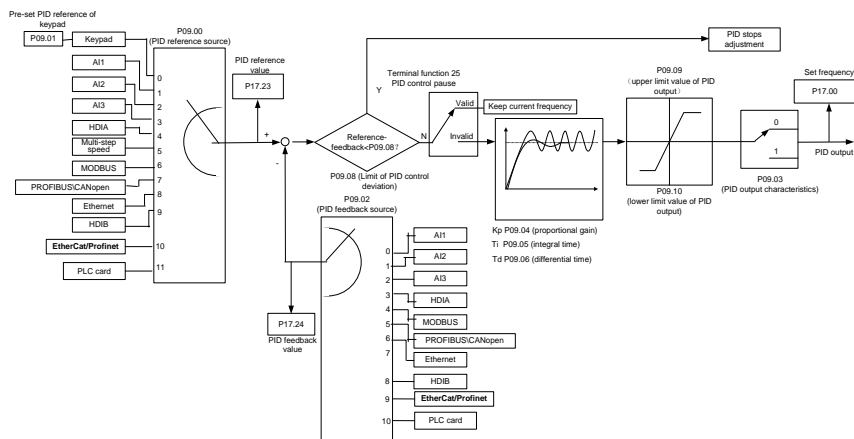 Pre-set PID reference of
keypad
P09.01
Keypad
AI1
AI2
AI3
HDIA
Multi-step
speed
MODBUS
PROFIBUS\CANopen
Ethernet
HDIB
EtherCat/Profinet
PLC card
P09.00
(PID reference source)
0
1
2
3
4
5
6
7
8
9
10
11
PID reference
value
P17.23
+
-
Reference-
feedback<P09.08?
Y
N
P09.08 (Limit of PID control
deviation)
Terminal function 25
PID control pause
Valid
Invalid
Keep current frequency
PID stops
adjustment
Kp P09.04 (proportional gain)
Ti P09.05 (integral time)
Td P09.06 (differential time)
P09.09
(upper limit value of PID
output)
P09.10
(lower limit value of PID
output)
0
1
P09.03
(PID output characteristics)
Set frequency
P17.00
PID output
P09.02
(PID feedback source)
P17.24
PID feedback
value
0
1
2
3
4
5
6
7
8
9
10
AI1
AI2
AI3
HDIA
MODBUS
PROFIBUS\CANopen
Ethernet
HDIB
EtherCat/Profinet
PLC card